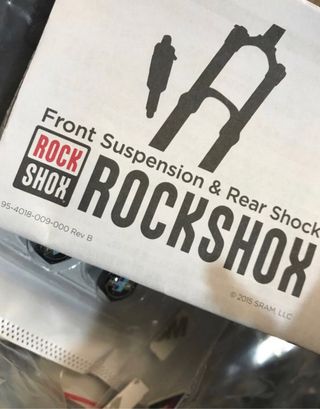 Front Suspension & Rear Shock
ROCK
SHOX
ROCKSHOX
95-4018-009-000 Rev B
© 2015 SRAM, LLC